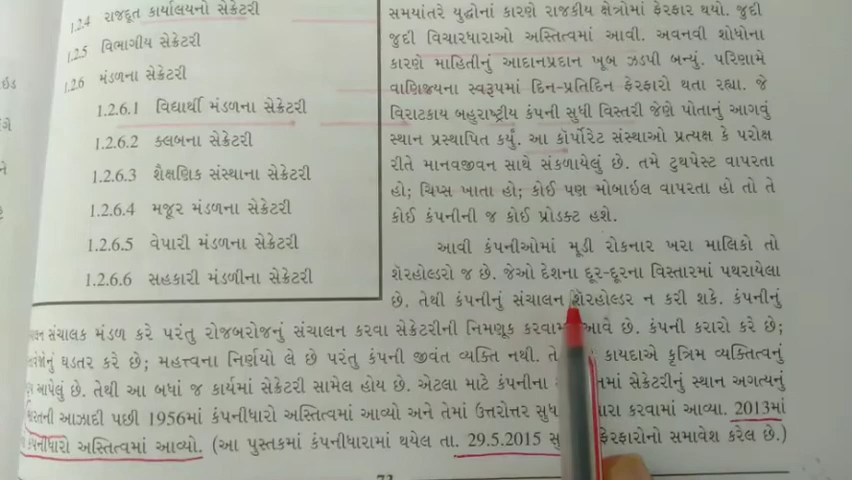 1.2.4 રાજદૂત કાર્યાલયનો સેક્રેટરી
1.2.5 વિભાગીય સેક્રેટરી
1.2.6 મંડળના સેક્રેટરી
1.2.6.1 વિદ્યાર્થી મંડળના સેક્રેટરી
1.2.6.2 ક્લબના સેક્રેટરી
1.2.6.3 શૈક્ષણિક સંસ્થાના સેક્રેટરી
1.2.6.4 મજૂર મંડળના સેક્રેટરી
1.2.6.5 વેપારી મંડળના સેક્રેટરી
1.2.6.6 સહકારી મંડળીના સેક્રેટરી
સમયાંતરે યુદ્ધોનાં કારણે રાજકીય ક્ષેત્રોમાં ફેરફાર થયો. જુદી
જુદી વિચારધારાઓ અસ્તિત્વમાં આવી. અવનવી શોધોના
કારણે માહિતીનું આદાનપ્રદાન ખૂબ ઝડપી બન્યું. પરિણામે
વાણિજ્યના સ્વરૂપમાં દિન-પ્રતિદિન ફેરફારો થતા રહ્યા. જે
વિરાટકાય બહુરાષ્ટ્રીય કંપની સુધી વિસ્તરી જેણે પોતાનું આગવું
સ્થાન પ્રસ્થાપિત કર્યું. આ કૉર્પોરેટ સંસ્થાઓ પ્રત્યક્ષ કે પરોક્ષ
રીતે માનવજીવન સાથે સંકળાયેલું છે. તમે ટુથપેસ્ટ વાપરતા
હો; ચિપ્સ ખાતા હો; કોઈ પણ મોબાઇલ વાપરતા હો તો તે
કોઈ કંપનીની જ કોઈ પ્રોડક્ટ હશે.
આવી કંપનીઓમાં મૂડી રોકનાર ખરા માલિકો તો
શૅરહોલ્ડરો જ છે. જેઓ દેશના દૂર-દૂરના વિસ્તારમાં પથરાયેલા
છે. તેથી કંપનીનું સંચાલન શૅરહોલ્ડર ન કરી શકે. કંપનીનું
સંચાલક મંડળ કરે પરંતુ રોજબરોજનું સંચાલન કરવા સેક્રેટરીની નિમણૂક કરવામાં આવે છે. કંપની કરારો કરે છે;
ઘડતર કરે છે; મહત્ત્વના નિર્ણયો લે છે પરંતુ કંપની જીવંત વ્યક્તિ નથી. કાયદાએ કૃત્રિમ વ્યક્તિત્વનું
આપેલું છે. તેથી આ બધાં જ કાર્યમાં સેક્રેટરી સામેલ હોય છે. એટલા માટે કંપનીના સેક્રેટરીનું સ્થાન અગત્યનું
આઝાદી પછી 1956માં કંપનીધારો અસ્તિત્વમાં આવ્યો અને તેમાં ઉત્તરોત્તર કરવામાં આવ્યા. 2013માં
કંપનીધારો અસ્તિત્વમાં આવ્યો. (આ પુસ્તકમાં કંપનીધારામાં થયેલ તા. 29.5.2015 ફેરફારોનો સમાવેશ કરેલ છે.)